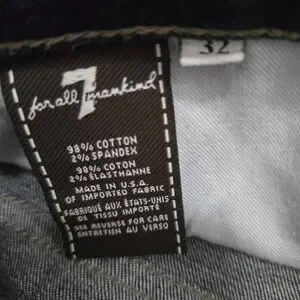 32
7
for all mankind
98% COTTON
2% SPANDEX
98% COTON
2% ÉLASTHANNE
MADE IN U.S.A.
OF IMPORTED FABRIC
FABRIQUÉ AUX ÉTATS-UNIS
DE TISSU IMPORTÉ
SEE REVERSE FOR CARE
ENTRETIEN AU VERSO